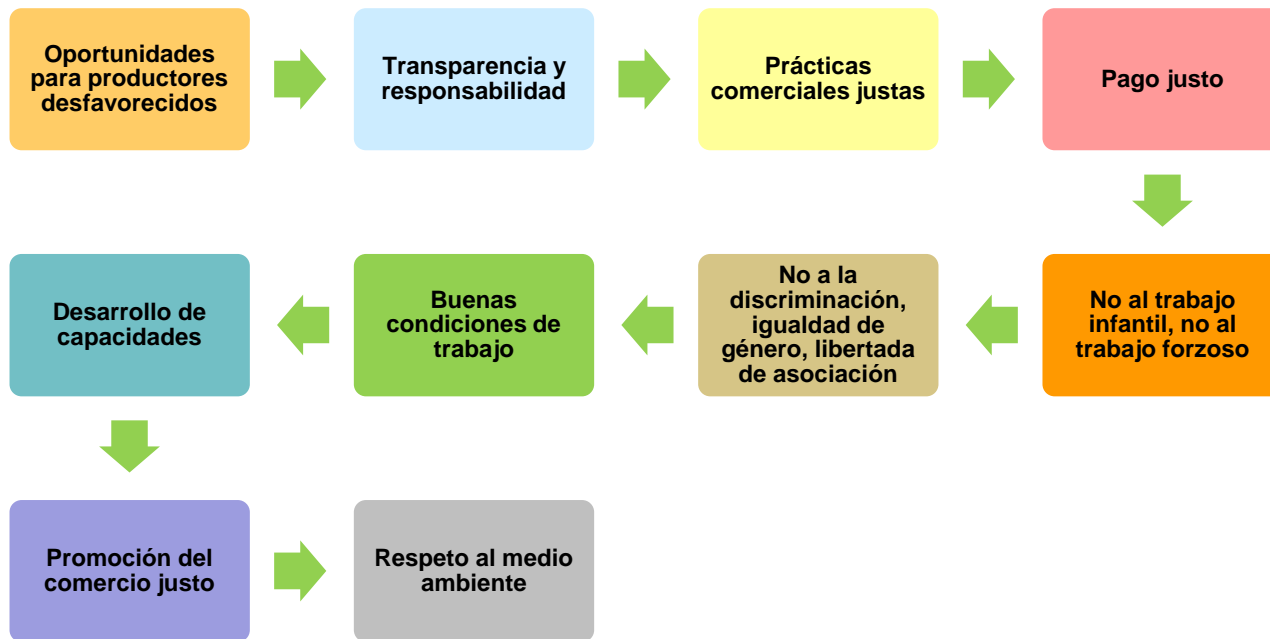 Oportunidades
para productores
desfavorecidos
Transparencia y
responsabilidad
Prácticas
comerciales justas
Pago justo
No al trabajo
infantil, no al
trabajo forzoso
No a la
discriminación,
igualdad de
género, libertada
de asociación
Buenas
condiciones de
trabajo
Desarrollo de
capacidades
Promoción del
comercio justo
Respeto al medio
ambiente